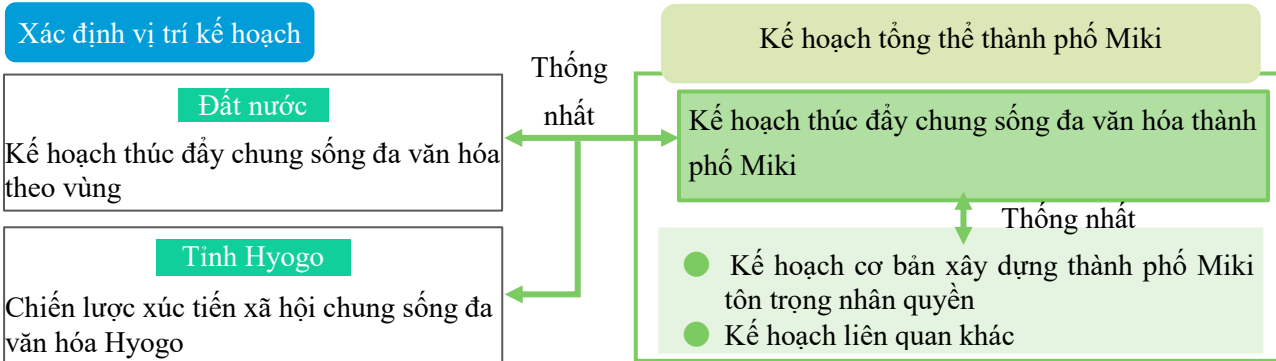 Xác định vị trí kế hoạch
Đất nước
Kế hoạch thúc đẩy chung sống đa văn hóa
theo vùng
Tỉnh Hyogo
Chiến lược xúc tiến xã hội chung sống đa
văn hóa Hyogo
Thống
nhất
Kế hoạch tổng thể thành phố Miki
Kế hoạch thúc đẩy chung sống đa văn hóa thành
phố Miki
Thống nhất
Kế hoạch cơ bản xây dựng thành phố Miki
tôn trọng nhân quyền
Kế hoạch liên quan khác